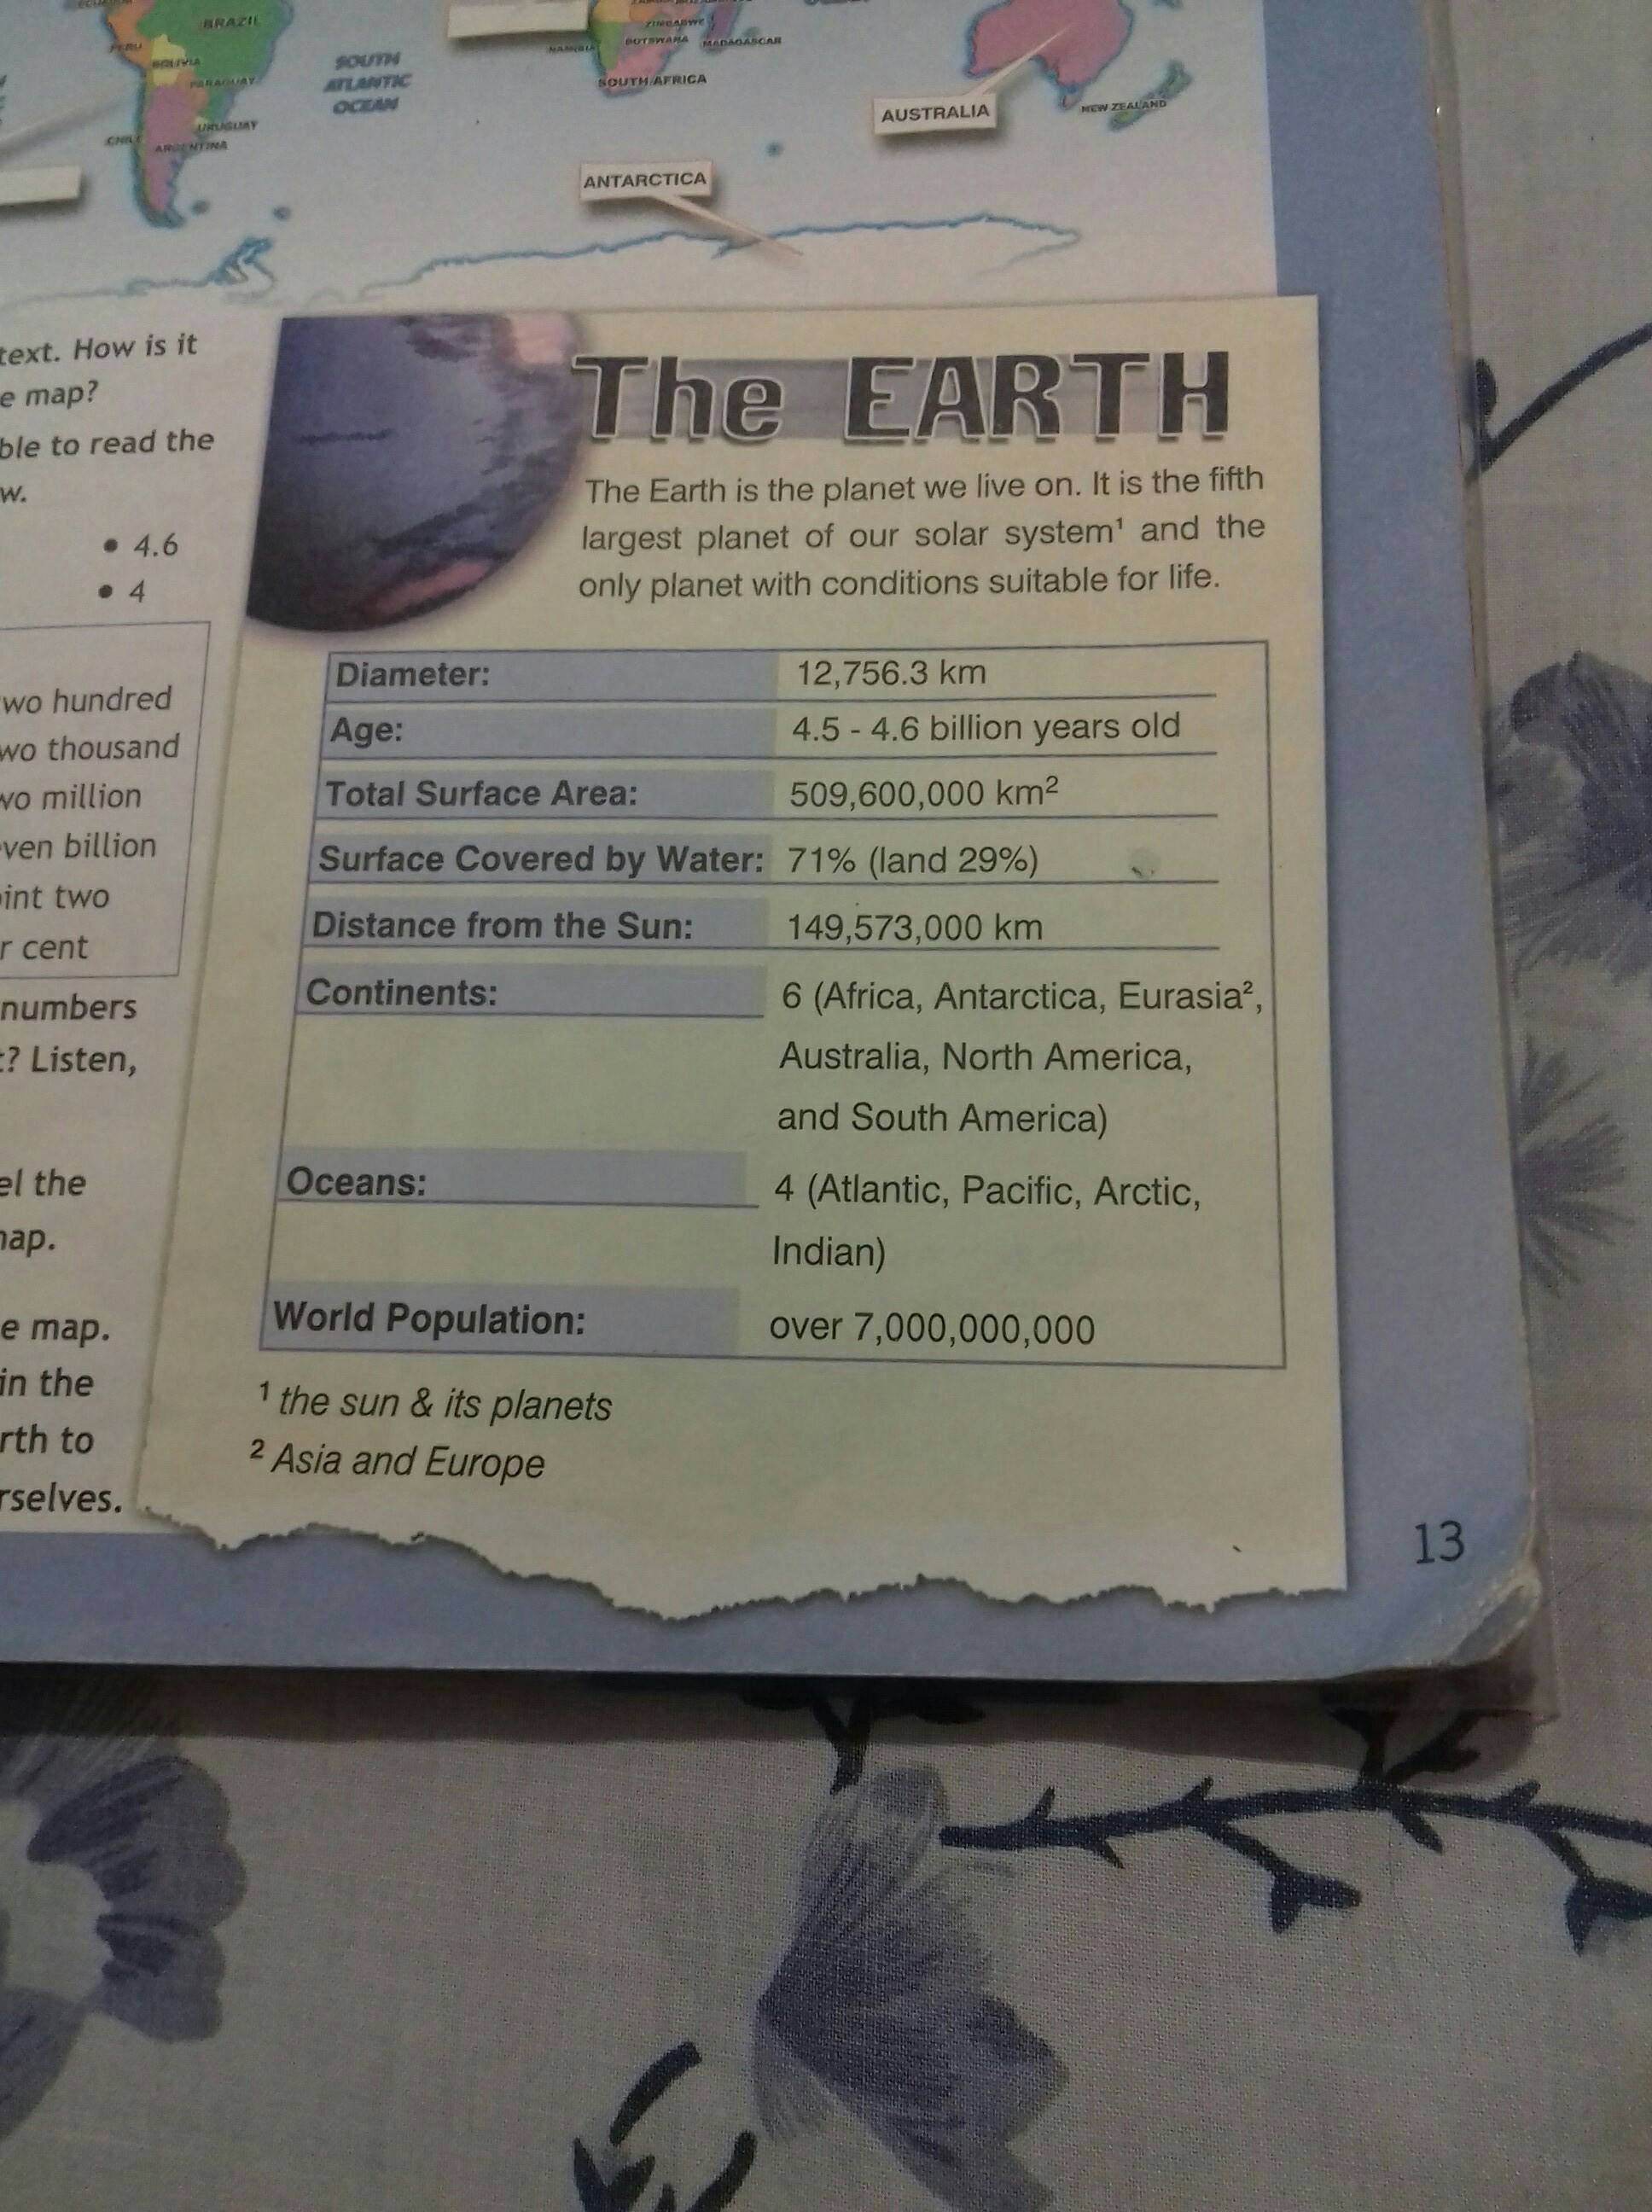 BRAZIL
PERU
BOLIVIA
PARAGUAY
SOUTH
ATLANTIC
OCEAN
CHILE
URUGUAY
ARGENTINA
ZIMBABWE
NAMIBIA
BOTSWANA
MADAGASCAR
SOUTH AFRICA
AUSTRALIA
NEW ZEALAND
ANTARCTICA
text. How is it
e map?
ble to read the
w.
• 4.6
• 4
wo hundred
wo thousand
wo million
ven billion
int two
r cent
numbers
? Listen,
el the
ap.
e map.
in the
rth to
rselves.
The EARTH
The Earth is the planet we live on. It is the fifth
largest planet of our solar system¹ and the
only planet with conditions suitable for life.
Diameter: 12,756.3 km
Age: 4.5 - 4.6 billion years old
Total Surface Area: 509,600,000 km²
Surface Covered by Water: 71% (land 29%)
Distance from the Sun: 149,573,000 km
Continents: 6 (Africa, Antarctica, Eurasia²,
Australia, North America,
and South America)
Oceans: 4 (Atlantic, Pacific, Arctic,
Indian)
World Population: over 7,000,000,000
¹ the sun & its planets
² Asia and Europe
13